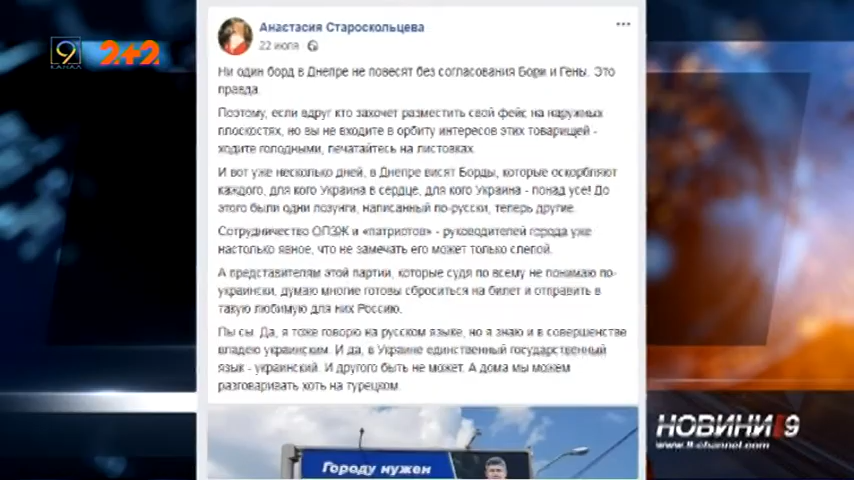 Анастасия Староскольцева
22 июля
9
КАНАЛ
2+2
Ни один борд в Днепре не повесят без согласования Бори и Гены. Это
правда.
Поэтому, если вдруг кто захочет разместить свой фейс на наружных
плоскостях, но вы не входите в орбиту интересов этих товарищей -
ходите голодными, печатайтесь на листовках.
И вот уже несколько дней, в Днепре висят Борды, которые оскорбляют
каждого, для кого Украина в сердце, для кого Украина - понад усе! До
этого были одни лозунги, написанный по-русски, теперь другие.
Сотрудничество ОПЗЖ и «патриотов» - руководителей города уже
настолько явное, что не замечать его может только слепой.
А представителям этой партии, которые судя по всему не понимаю по-
украински, думаю многие готовы сброситься на билет и отправить в
такую любимую для них Россию.
Пы сы. Да, я тоже говорю на русском языке, но я знаю и в совершенстве
владею украинским. И да, в Украине единственный государственный
язык - украинский. И другого быть не может. А дома мы можем
разговаривать хоть на турецком.
Городу нужен
НОВИНИ 9
www.9-channel.com